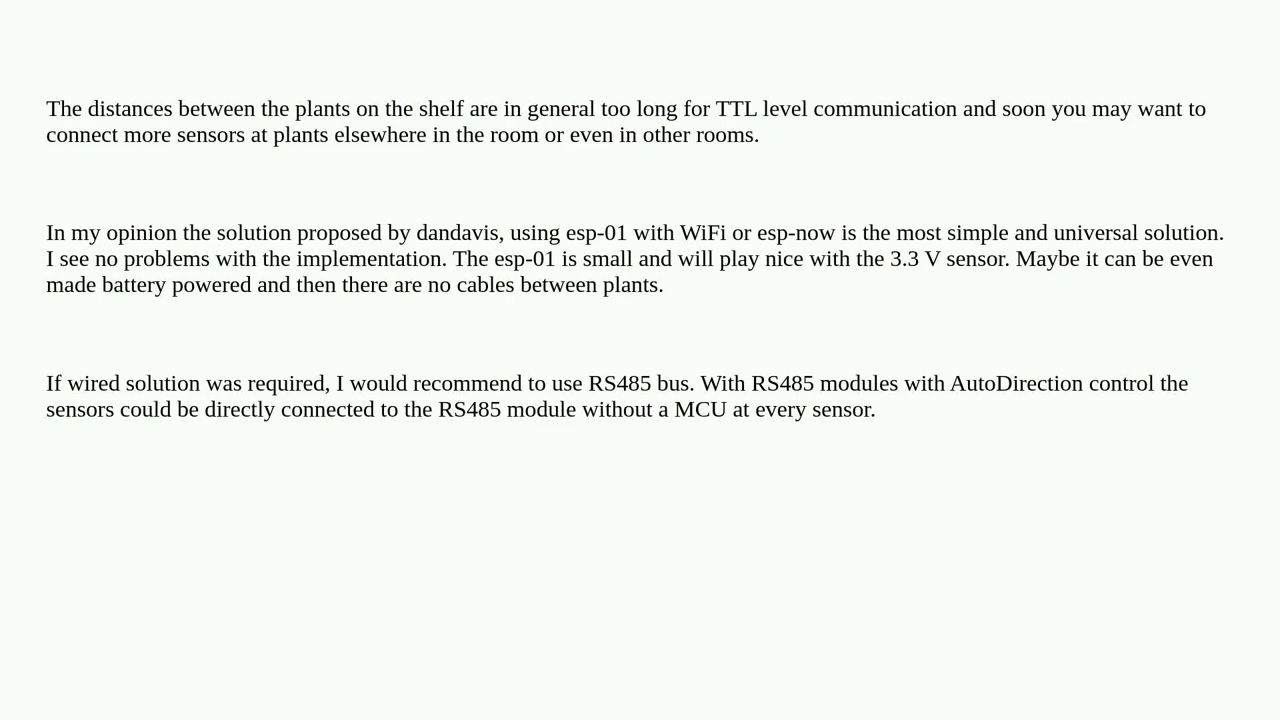 The distances between the plants on the shelf are in general too long for TTL level communication and soon you may want to
connect more sensors at plants elsewhere in the room or even in other rooms.
In my opinion the solution proposed by dandavis, using esp-01 with WiFi or esp-now is the most simple and universal solution.
I see no problems with the implementation. The esp-01 is small and will play nice with the 3.3 V sensor. Maybe it can be even
made battery powered and then there are no cables between plants.
If wired solution was required, I would recommend to use RS485 bus. With RS485 modules with AutoDirection control the
sensors could be directly connected to the RS485 module without a MCU at every sensor.